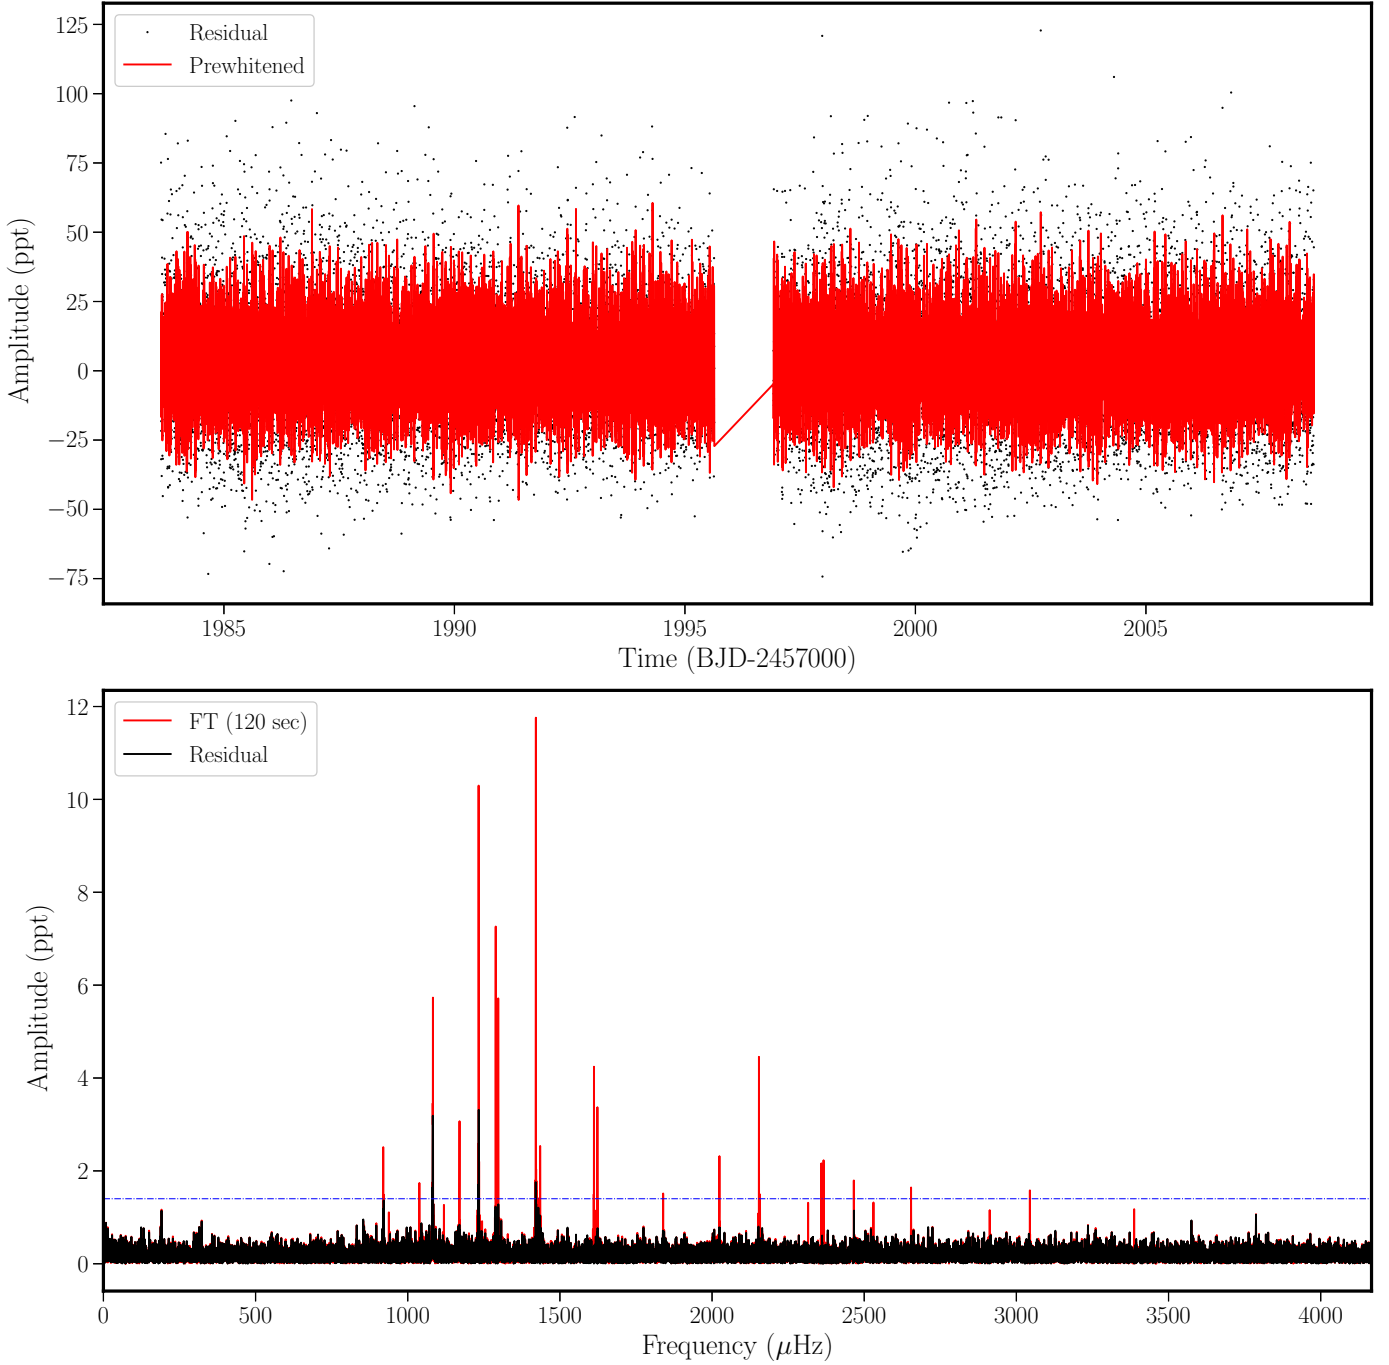 125
100
75
50
25
0
−25
−50
−75
Amplitude (ppt)
Residual
Prewhitened
1985 1990 1995 2000 2005
Time (BJD-2457000)
12
10
8
6
4
2
0
Amplitude (ppt)
FT (120 sec)
Residual
0 500 1000 1500 2000 2500 3000 3500 4000
Frequency (μHz)